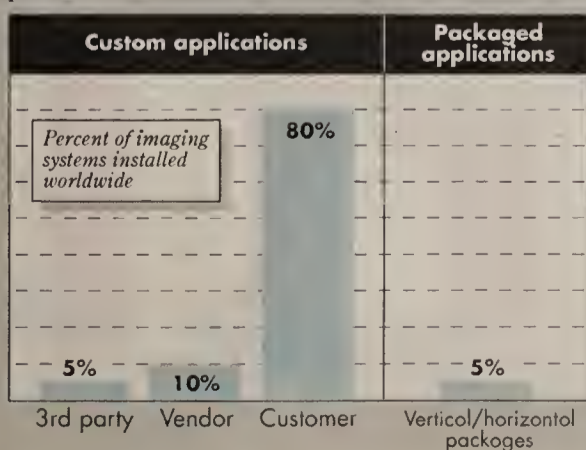 Custom applications
Packaged
applications
Percent of imaging
systems installed
worldwide
80%
5%
10%
5%
3rd party
Vendor
Customer
Verticol/horizontol
packoges